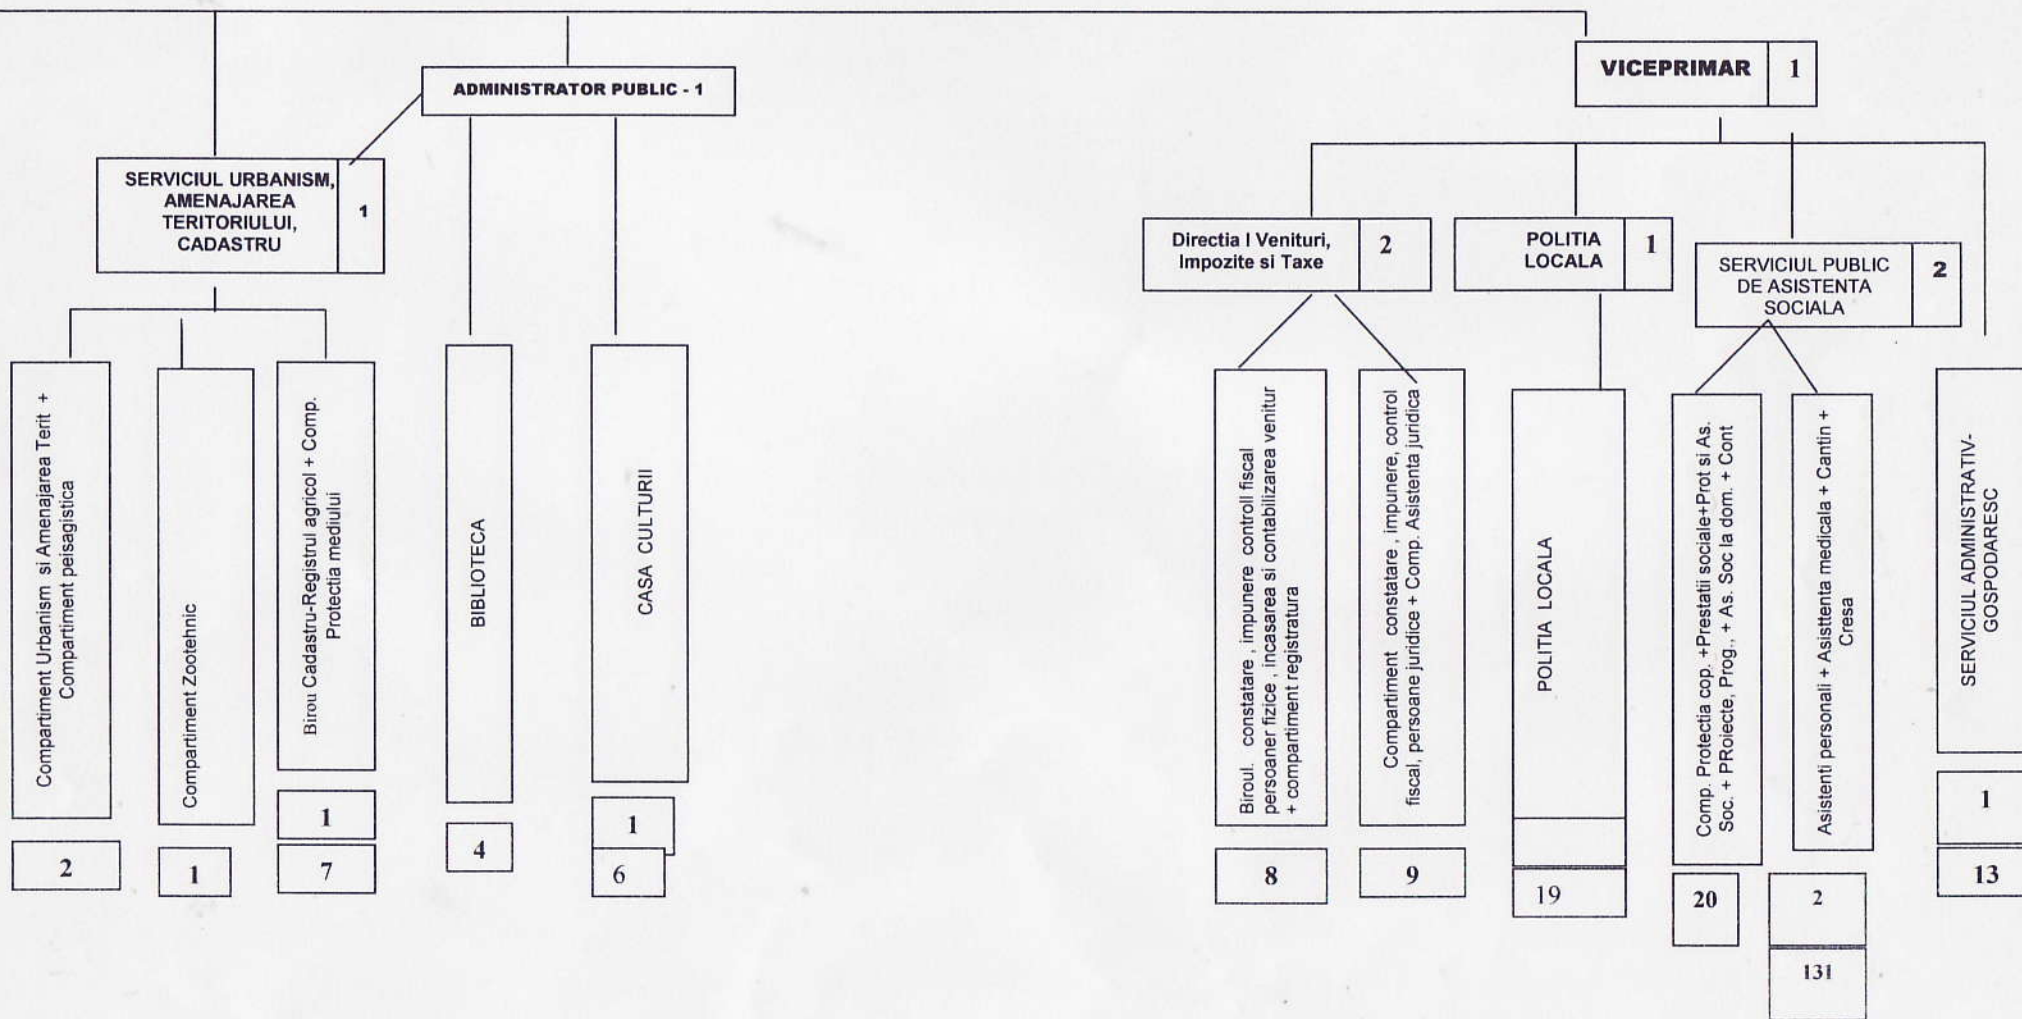 VICEPRIMAR 1
ADMINISTRATOR PUBLIC - 1
SERVICIUL URBANISM,
AMENAJAREA
TERITORIULUI,
CADASTRU
1
Directia I Venituri,
Impozite si Taxe
2
POLITIA
LOCALA
1
SERVICIUL PUBLIC
DE ASISTENTA
SOCIALA
2
Compartiment Urbanism si Amenajarea Terit +
Compartiment peisagistica
2
Compartiment Zootehnic
1
Birou Cadastru-Registrul agricol + Comp.
Protectia mediului
1
7
BIBLIOTECA
4
CASA CULTURII
1
6
Biroul. constatare , impunere controll fiscal
persoaner fizice , incasarea si contabilizarea venitur
+ compartiment registratura
8
Compartiment constatare, impunere, control
fiscal, persoane juridice + Comp. Asistenta juridica
9
POLITIA LOCALA
19
Comp. Protectia cop. +Prestatii sociale+Prot si As.
Soc. + PRoiecte, Prog., + As. Soc la dom. + Cont
20
Asistenti personali + Asisttenta medicala + Cantin +
Cresa
2
131
SERVICIUL ADMINISTRATIV-
GOSPODARESC
1
13